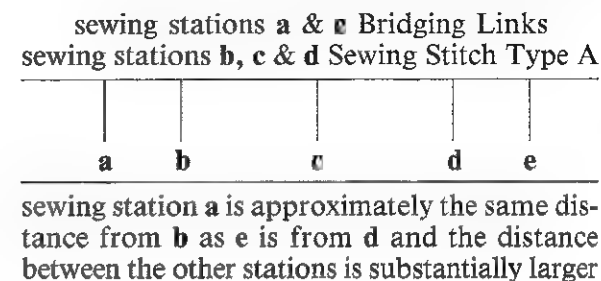 sewing stations a & e Bridging Links
sewing stations b, c & d Sewing Stitch Type A
a b c d e
sewing station a is approximately the same dis-
tance from b as e is from d and the distance
between the other stations is substantially larger